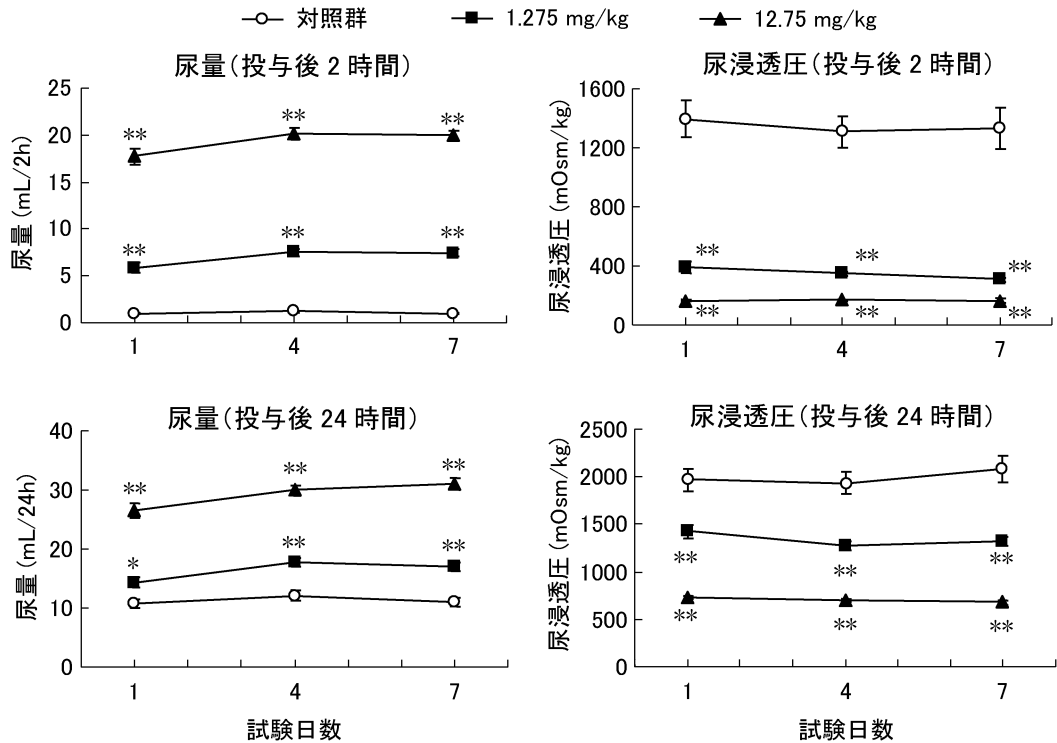 対照群 1.275 mg/kg 12.75 mg/kg
尿量(投与後 2 時間)
尿量 (mL/2h)
25
20
15
10
5
0
** ** **
** ** **
1 4 7
尿浸透圧(投与後 2 時間)
尿浸透圧 (mOsm/kg)
1600
1200
800
400
0
** ** **
** ** **
1 4 7
尿量(投与後 24 時間)
尿量 (mL/24h)
40
30
20
10
0
** ** **
* ** **
1 4 7
試験日数
尿浸透圧(投与後 24 時間)
尿浸透圧 (mOsm/kg)
2500
2000
1500
1000
500
0
** ** **
** ** **
1 4 7
試験日数